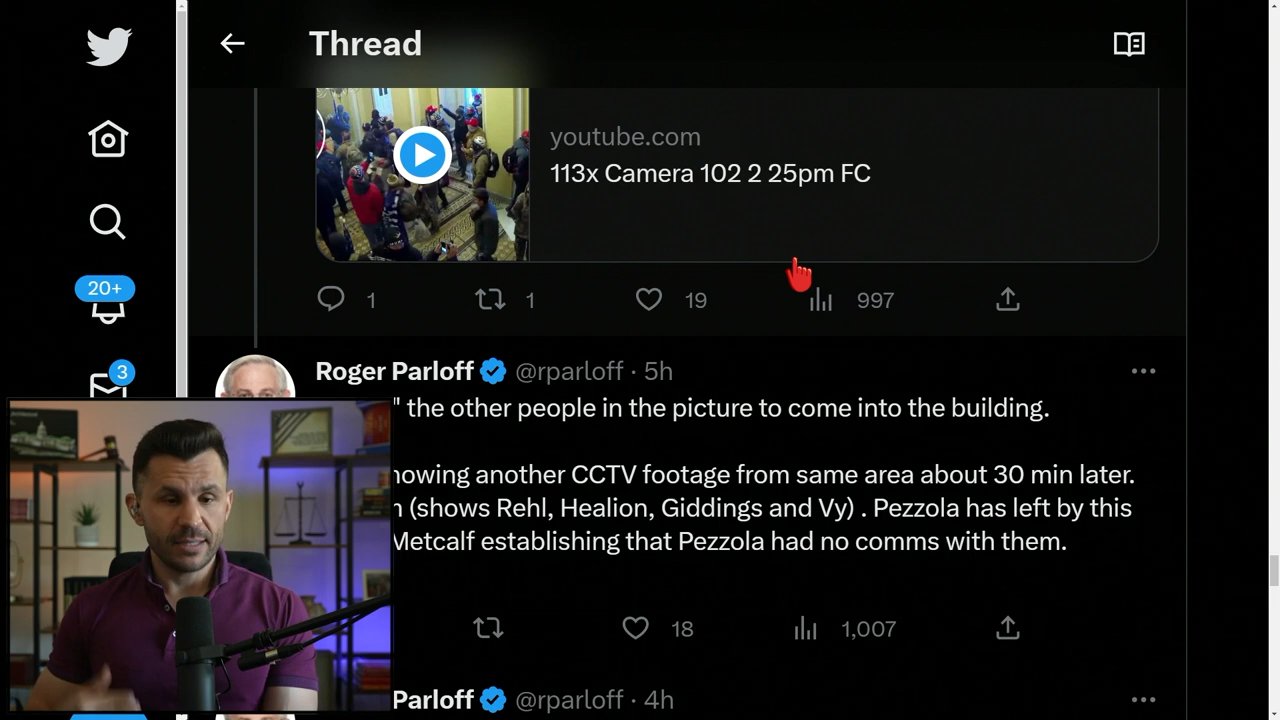 Thread
youtube.com
113x Camera 102 2 25pm FC
20+
1
1
19
997
3
Roger Parloff @rparloff · 5h
" the other people in the picture to come into the building.
howing another CCTV footage from same area about 30 min later.
(shows Rehl, Healion, Giddings and Vy) . Pezzola has left by this
Metcalf establishing that Pezzola had no comms with them.
18
1,007
Parloff @rparloff · 4h